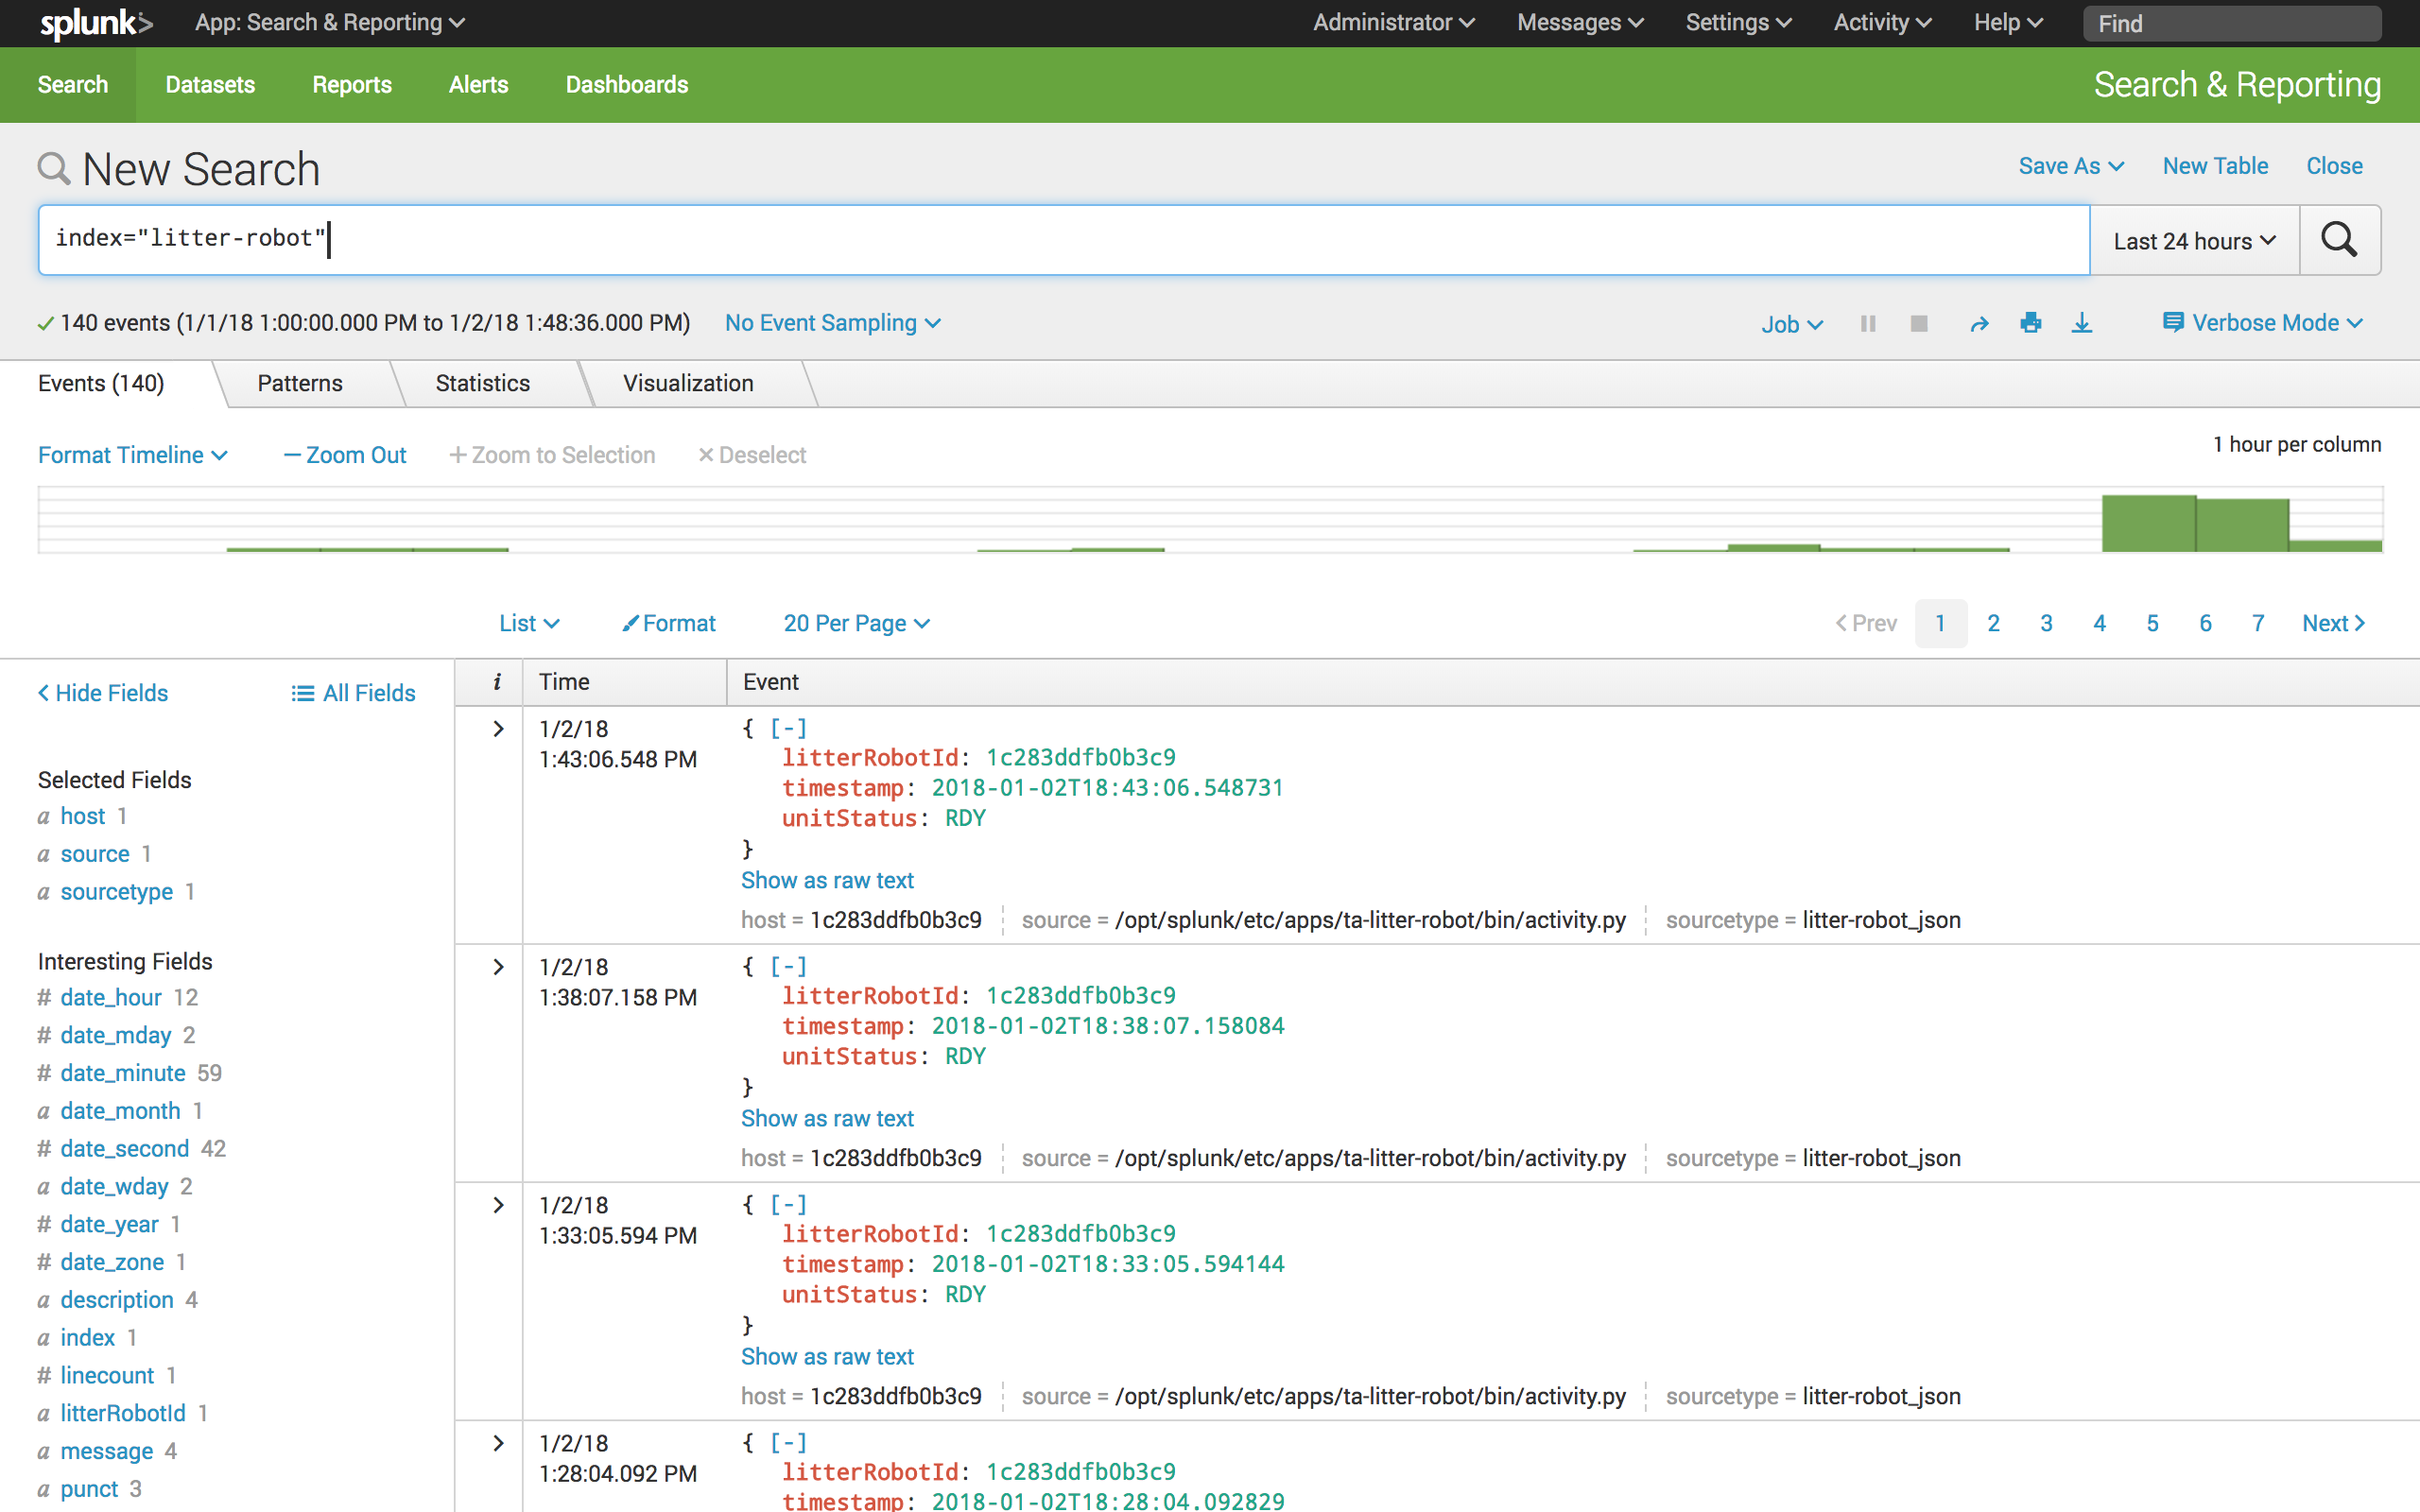 splunk> App: Search & Reporting Administrator Messages Settings Activity Help Find
Search Datasets Reports Alerts Dashboards Search & Reporting
New Search Save As New Table Close
index="litter-robot" Last 24 hours
140 events (1/1/18 1:00:00.000 PM to 1/2/18 1:48:36.000 PM) No Event Sampling Job Verbose Mode
Events (140) Patterns Statistics Visualization
Format Timeline — Zoom Out + Zoom to Selection × Deselect 1 hour per column
List Format 20 Per Page < Prev 1 2 3 4 5 6 7 Next >
< Hide Fields All Fields
Selected Fields
a host 1
a source 1
a sourcetype 1
Interesting Fields
# date_hour 12
# date_mday 2
# date_minute 59
a date_month 1
# date_second 42
a date_wday 2
# date_year 1
# date_zone 1
a description 4
a index 1
# linecount 1
a litterRobotId 1
a message 4
a punct 3
i Time Event
> 1/2/18 { [-]
1:43:06.548 PM litterRobotId: 1c283ddfb0b3c9
timestamp: 2018-01-02T18:43:06.548731
unitStatus: RDY
}
Show as raw text
host = 1c283ddfb0b3c9 source = /opt/splunk/etc/apps/ta-litter-robot/bin/activity.py sourcetype = litter-robot_json
> 1/2/18 { [-]
1:38:07.158 PM litterRobotId: 1c283ddfb0b3c9
timestamp: 2018-01-02T18:38:07.158084
unitStatus: RDY
}
Show as raw text
host = 1c283ddfb0b3c9 source = /opt/splunk/etc/apps/ta-litter-robot/bin/activity.py sourcetype = litter-robot_json
> 1/2/18 { [-]
1:33:05.594 PM litterRobotId: 1c283ddfb0b3c9
timestamp: 2018-01-02T18:33:05.594144
unitStatus: RDY
}
Show as raw text
host = 1c283ddfb0b3c9 source = /opt/splunk/etc/apps/ta-litter-robot/bin/activity.py sourcetype = litter-robot_json
> 1/2/18 { [-]
1:28:04.092 PM litterRobotId: 1c283ddfb0b3c9
timestamp: 2018-01-02T18:28:04.092829